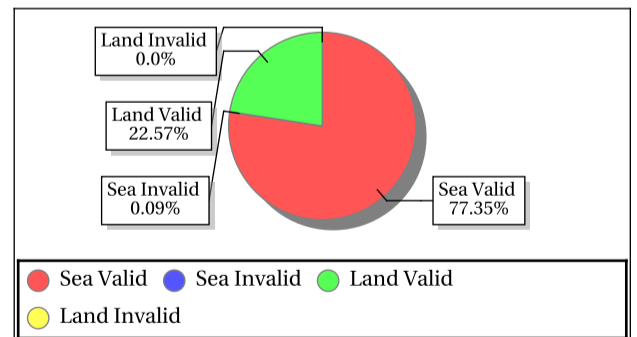 Land Invalid
0.0%
Land Valid
22.57%
Sea Invalid
0.09%
Sea Valid
77.35%
Sea Valid
Sea Invalid
Land Valid
Land Invalid